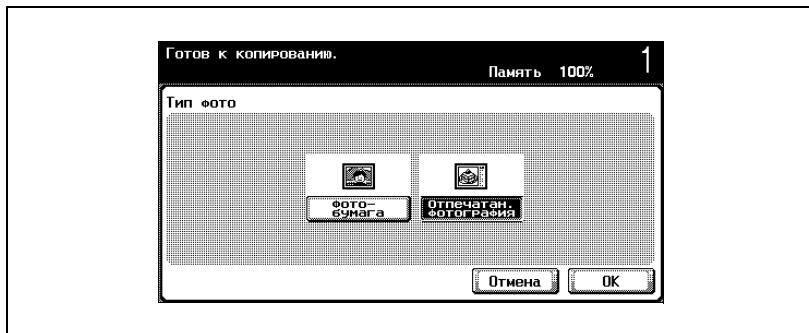 Готов к копированию.
Память 100% 1
Тип фото
Фото-
бумага
Отпечатан.
фотография
Отмена
OK